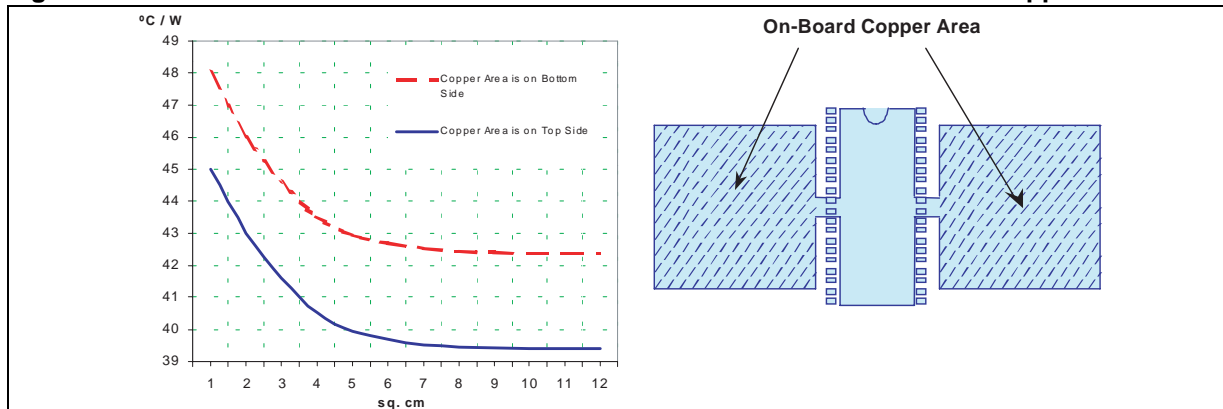 ºC / W
49
48
47
46
45
44
43
42
41
40
39
Copper Area is on Bottom
Side
Copper Area is on Top Side
1 2 3 4 5 6 7 8 9 10 11 12
sq. cm
On-Board Copper Area